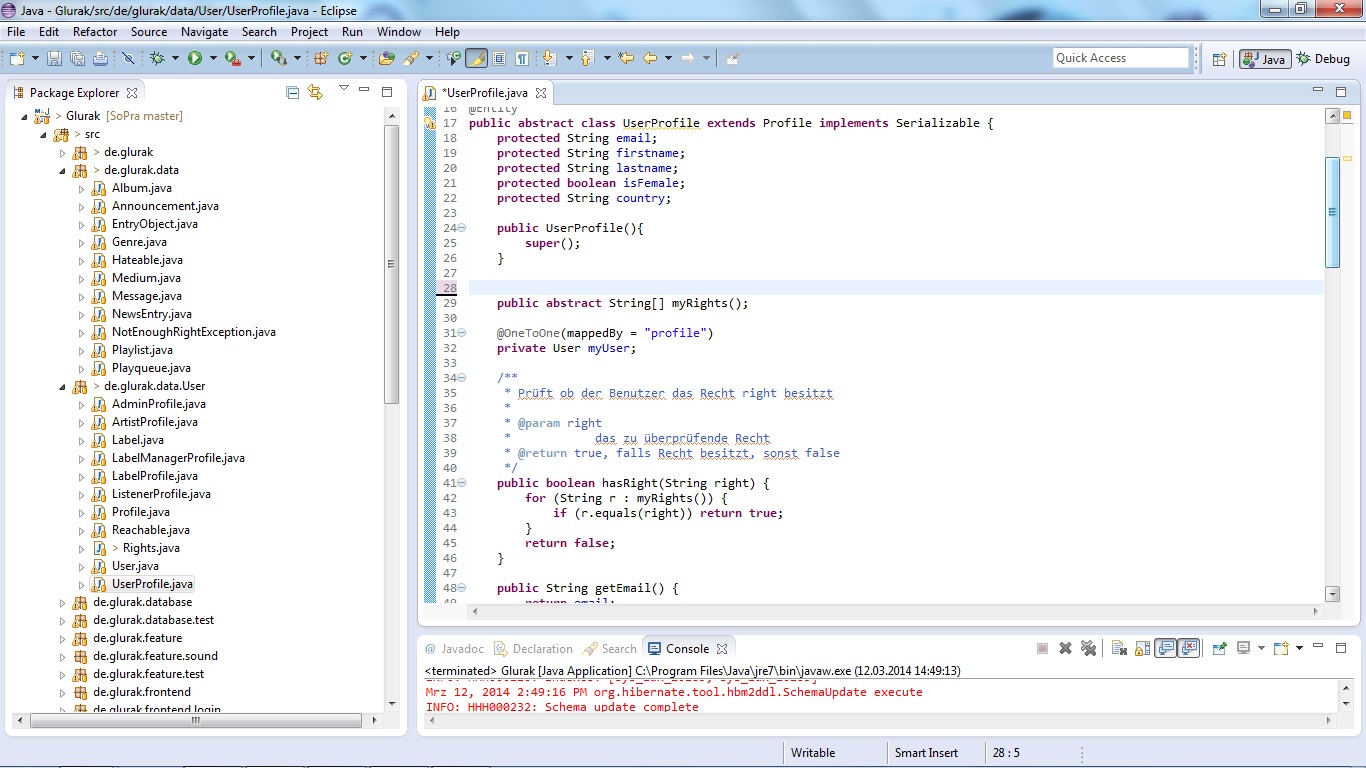 Java - Glurak/src/de/glurak/data/User/UserProfile.java - Eclipse
File Edit Refactor Source Navigate Search Project Run Window Help
Quick Access
Java
Debug
Package Explorer
> Glurak [SoPra master]
> src
> de.glurak
> de.glurak.data
Album.java
Announcement.java
EntryObject.java
Genre.java
Hateable.java
Medium.java
Message.java
NewsEntry.java
NotEnoughRightException.java
Playlist.java
Playqueue.java
> de.glurak.data.User
AdminProfile.java
ArtistProfile.java
Label.java
LabelManagerProfile.java
LabelProfile.java
ListenerProfile.java
Profile.java
Reachable.java
> Rights.java
User.java
UserProfile.java
de.glurak.database
de.glurak.database.test
de.glurak.feature
de.glurak.feature.sound
de.glurak.feature.test
de.glurak.frontend
de.glurak.frontend.login
*UserProfile.java
16 @Entity
17 public abstract class UserProfile extends Profile implements Serializable {
18 protected String email;
19 protected String firstname;
20 protected String lastname;
21 protected boolean isFemale;
22 protected String country;
23
24 public UserProfile(){
25 super();
26 }
27
28
29 public abstract String[] myRights();
30
31 @OneToOne(mappedBy = "profile")
32 private User myUser;
33
34 /**
35 * Prüft ob der Benutzer das Recht right besitzt
36 *
37 * @param right
38 * das zu überprüfende Recht
39 * @return true, falls Recht besitzt, sonst false
40 */
41 public boolean hasRight(String right) {
42 for (String r : myRights()) {
43 if (r.equals(right)) return true;
44 }
45 return false;
46 }
47
48 public String getEmail() {
49 return email;
@ Javadoc Declaration Search Console
<terminated> Glurak [Java Application] C:\Program Files\Java\jre7\bin\javaw.exe (12.03.2014 14:49:13)
Mrz 12, 2014 2:49:16 PM org.hibernate.tool.hbm2ddl.SchemaUpdate execute
INFO: HHH000232: Schema update complete
Writable
Smart Insert
28 : 5